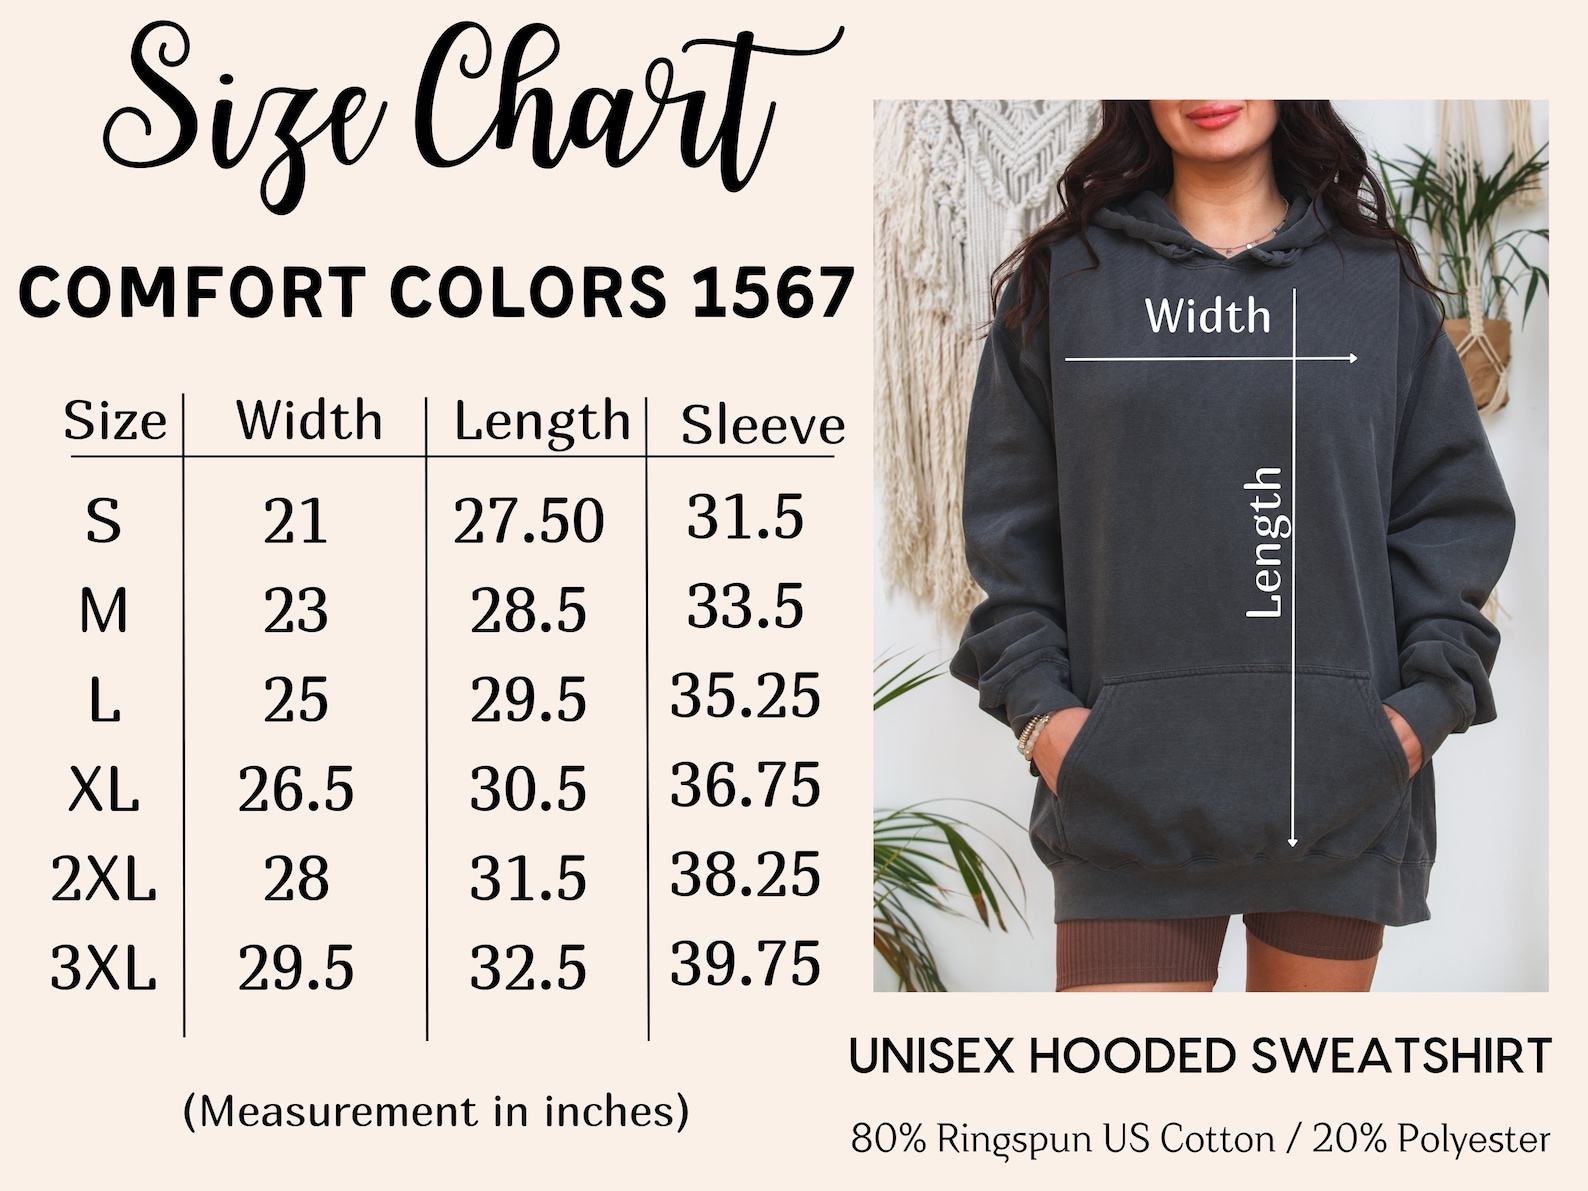 Size Chart
COMFORT COLORS 1567
Size Width Length Sleeve
S 21 27.50 31.5
M 23 28.5 33.5
L 25 29.5 35.25
XL 26.5 30.5 36.75
2XL 28 31.5 38.25
3XL 29.5 32.5 39.75
(Measurement in inches)
Width
Length
UNISEX HOODED SWEATSHIRT
80% Ringspun US Cotton / 20% Polyester